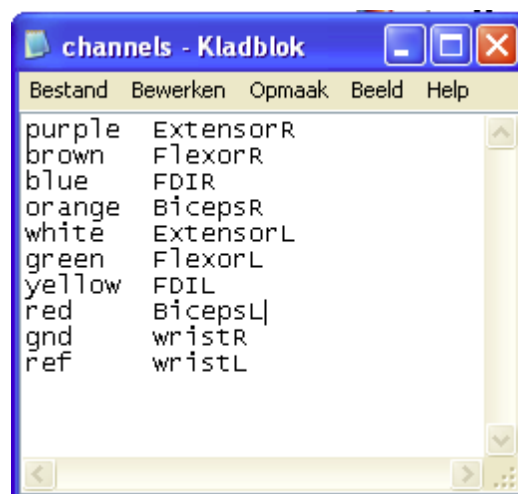 channels - Kladblok
Bestand Bewerken Opmaak Beeld Help
purple ExtensorR
brown FlexorR
blue FDIR
orange BicepsR
white ExtensorL
green FlexorL
yellow FDIL
red BicepsL
gnd wristR
ref wristL